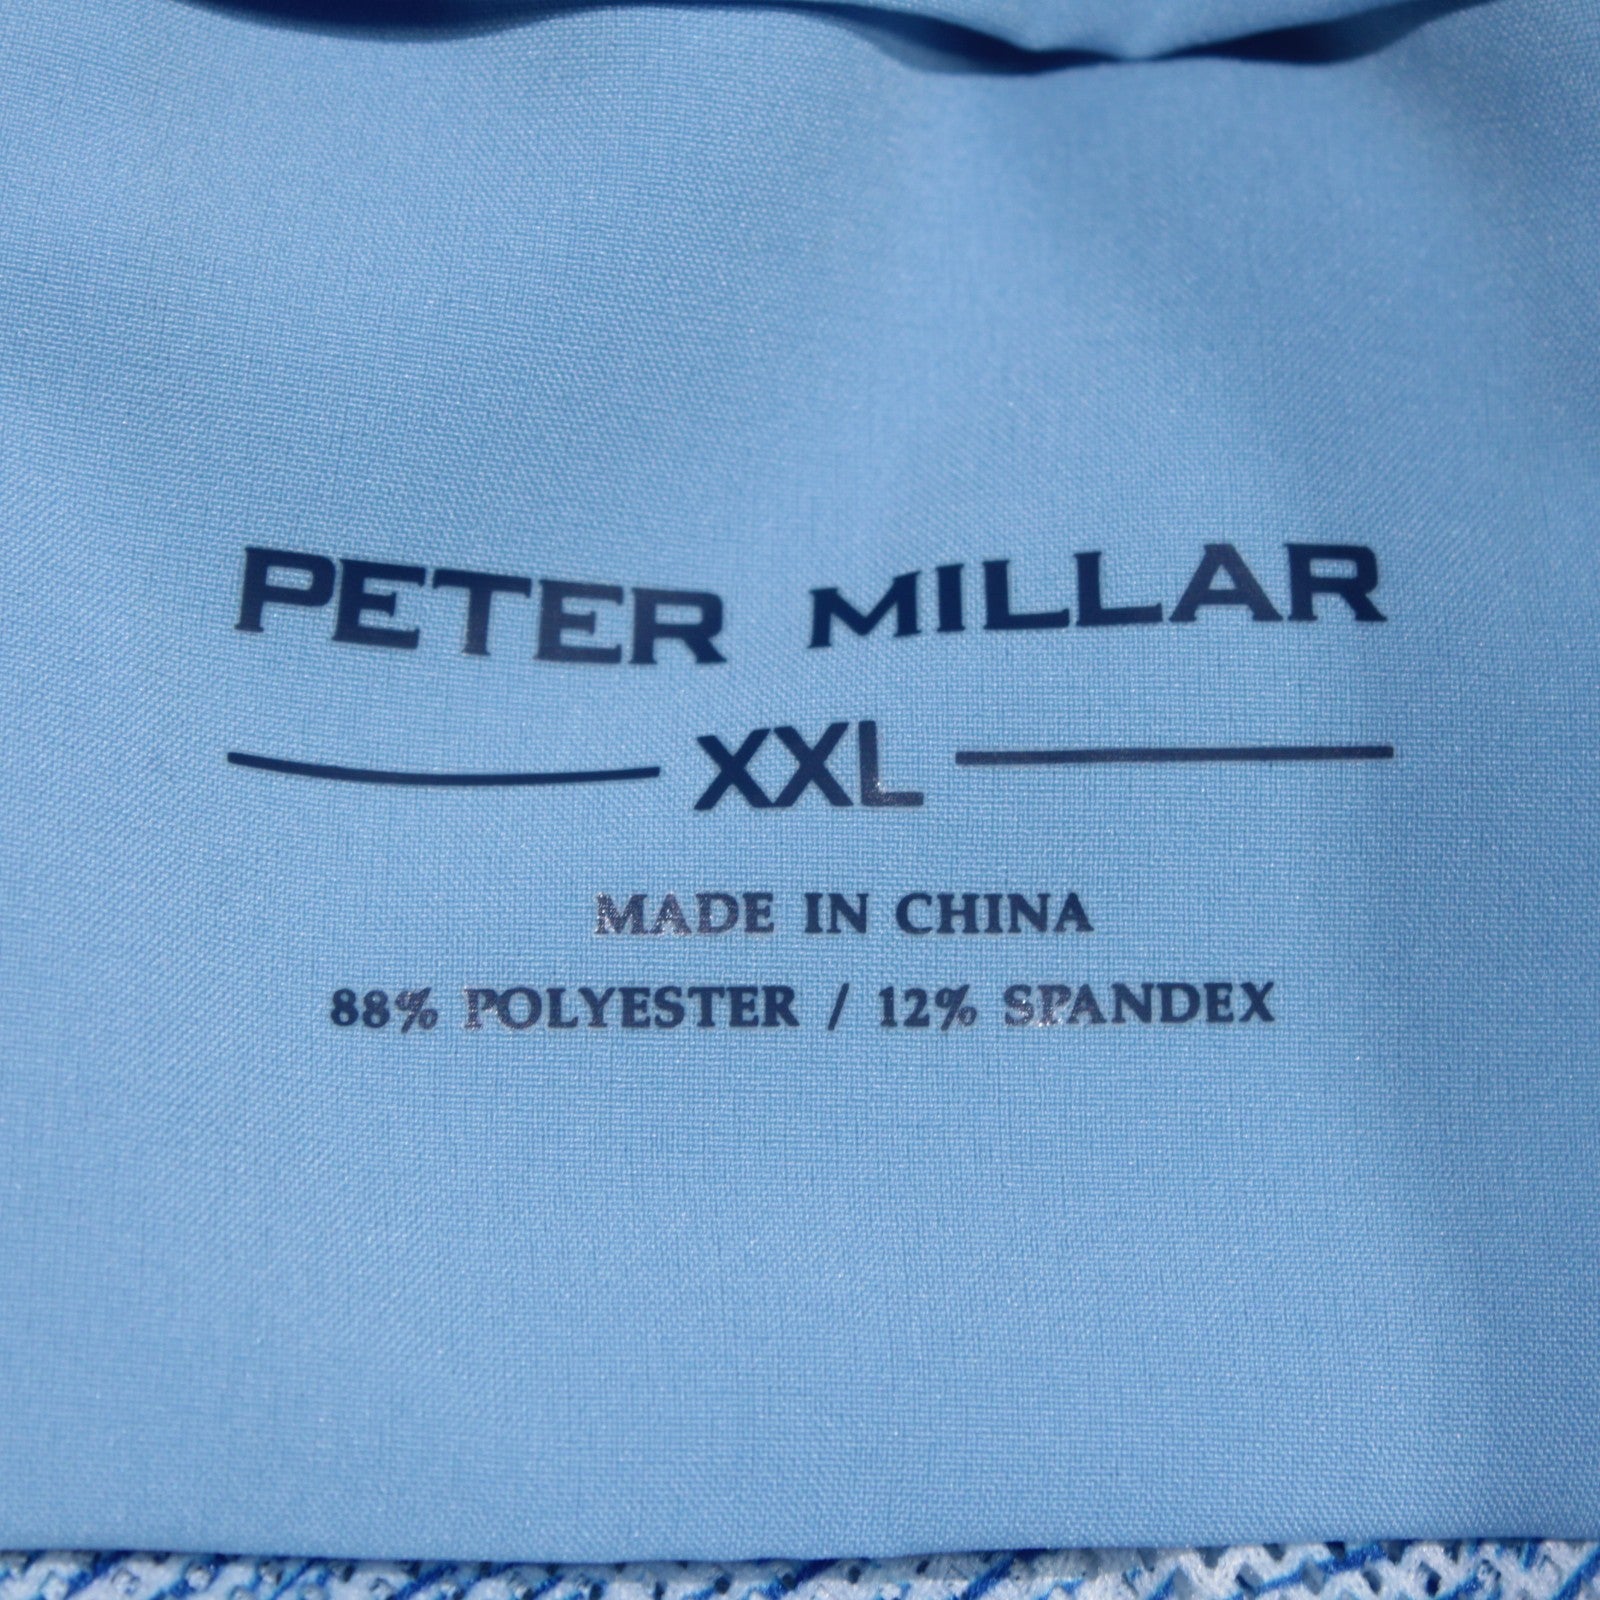 PETER MILLAR
XXL
MADE IN CHINA
88% POLYESTER / 12% SPANDEX